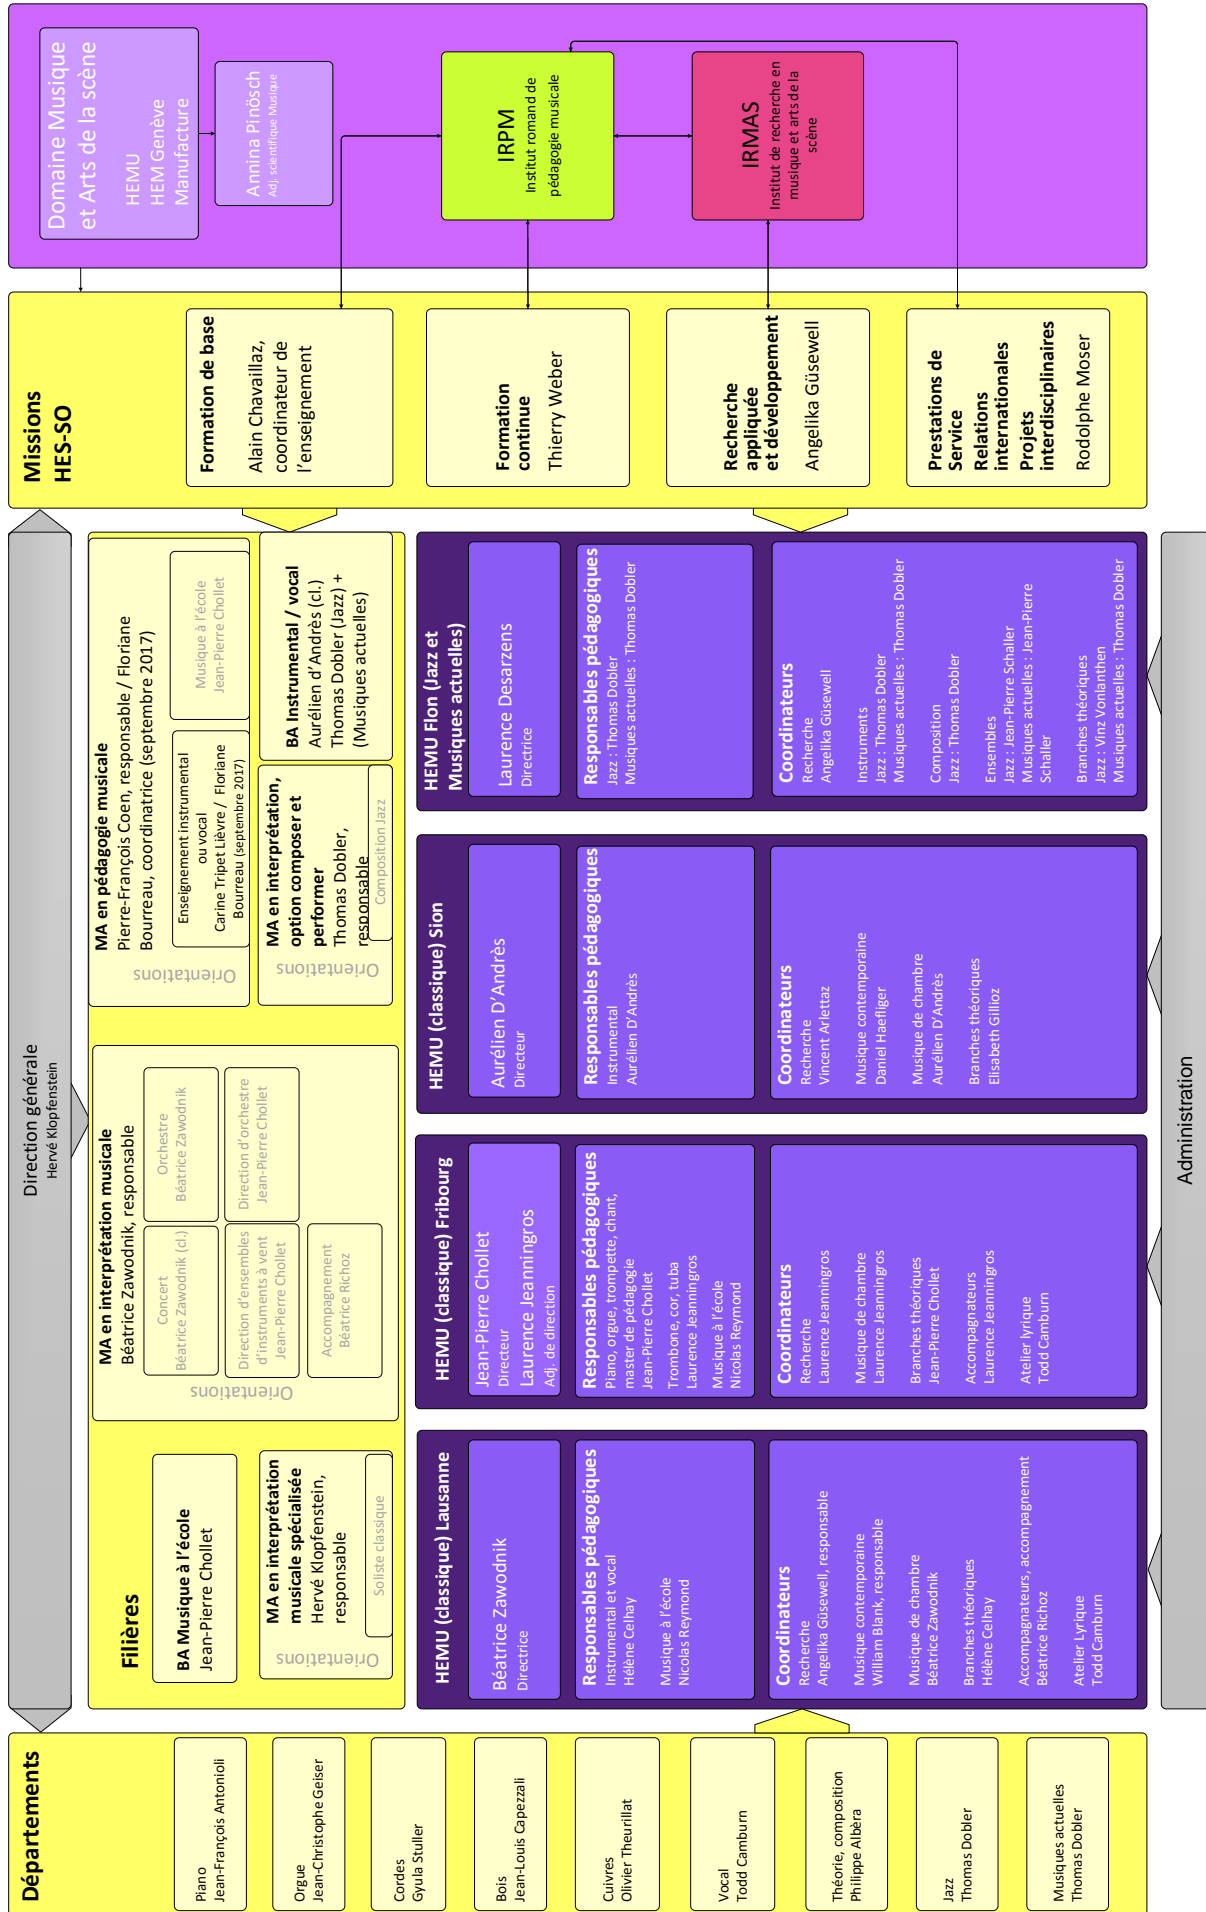 Direction générale
Hervé Klopfenstein
Départements
Piano
Jean-François Antonioli
Orgue
Jean-Christophe Geiser
Cordes
Gyula Stuller
Bois
Jean-Louis Capezzali
Cuivres
Olivier Theurillat
Vocal
Todd Camburn
Théorie, composition
Philippe Albèra
Jazz
Thomas Dobler
Musiques actuelles
Thomas Dobler
Filières
BA Musique à l'école
Jean-Pierre Chollet
MA en interprétation
musicale spécialisée
Hervé Klopfenstein,
responsable
Orientations
Soliste classique
MA en interprétation musicale
Béatrice Zawodnik, responsable
Orientations
Concert
Béatrice Zawodnik (cl.)
Orchestre
Béatrice Zawodnik
Direction d'ensembles
d'instruments à vent
Jean-Pierre Chollet
Direction d'orchestre
Jean-Pierre Chollet
Accompagnement
Béatrice Richoz
MA en pédagogie musicale
Pierre-François Coen, responsable / Floriane
Bourreau, coordinatrice (septembre 2017)
Orientations
Enseignement instrumental
ou vocal
Carine Tripet Lièvre / Floriane
Bourreau (septembre 2017)
Musique à l'école
Jean-Pierre Chollet
MA en interprétation,
option composer et
performer
Thomas Dobler,
responsable
Orientations
Composition Jazz
BA Instrumental / vocal
Aurélien d'Andrès (cl.)
Thomas Dobler (Jazz) +
(Musiques actuelles)
HEMU (classique) Lausanne
Béatrice Zawodnik
Directrice
Responsables pédagogiques
Instrumental et vocal
Hélène Celhay
Musique à l'école
Nicolas Reymond
Coordinateurs
Recherche
Angelika Güsewell, responsable
Musique contemporaine
William Blank, responsable
Musique de chambre
Béatrice Zawodnik
Branches théoriques
Hélène Celhay
Accompagnateurs, accompagnement
Béatrice Richoz
Atelier Lyrique
Todd Camburn
HEMU (classique) Fribourg
Jean-Pierre Chollet
Directeur
Laurence Jeanningros
Adj. de direction
Responsables pédagogiques
Piano, orgue, trompette, chant,
master de pédagogie
Jean-Pierre Chollet
Trombone, cor, tuba
Laurence Jeanningros
Musique à l'école
Nicolas Reymond
Coordinateurs
Recherche
Laurence Jeanningros
Musique de chambre
Laurence Jeanningros
Branches théoriques
Jean-Pierre Chollet
Accompagnateurs
Laurence Jeanningros
Atelier lyrique
Todd Camburn
HEMU (classique) Sion
Aurélien D'Andrès
Directeur
Responsables pédagogiques
Instrumental
Aurélien D'Andrès
Coordinateurs
Recherche
Vincent Arlettaz
Musique contemporaine
Daniel Haefliger
Musique de chambre
Aurélien D'Andrès
Branches théoriques
Elisabeth Gillioz
HEMU Flon (Jazz et
Musiques actuelles)
Laurence Desarzens
Directrice
Responsables pédagogiques
Jazz : Thomas Dobler
Musiques actuelles : Thomas Dobler
Coordinateurs
Recherche
Angelika Güsewell
Instruments
Jazz : Thomas Dobler
Musiques actuelles : Thomas Dobler
Composition
Jazz : Thomas Dobler
Ensembles
Jazz : Jean-Pierre Schaller
Musiques actuelles : Jean-Pierre
Schaller
Branches théoriques
Jazz : Vinz Vonlanthen
Musiques actuelles : Thomas Dobler
Administration
Missions
HES-SO
Formation de base
Alain Chavaillaz,
coordinateur de
l'enseignement
Formation
continue
Thierry Weber
Recherche
appliquée
et développement
Angelika Güsewell
Prestations de
Service
Relations
internationales
Projets
interdisciplinaires
Rodolphe Moser
Domaine Musique
et Arts de la scène
HEMU
HEM Genève
Manufacture
Annina Pinösch
Adj. scientifique Musique
IRPM
Institut romand de
pédagogie musicale
IRMAS
Institut de recherche en
musique et arts de la
scène